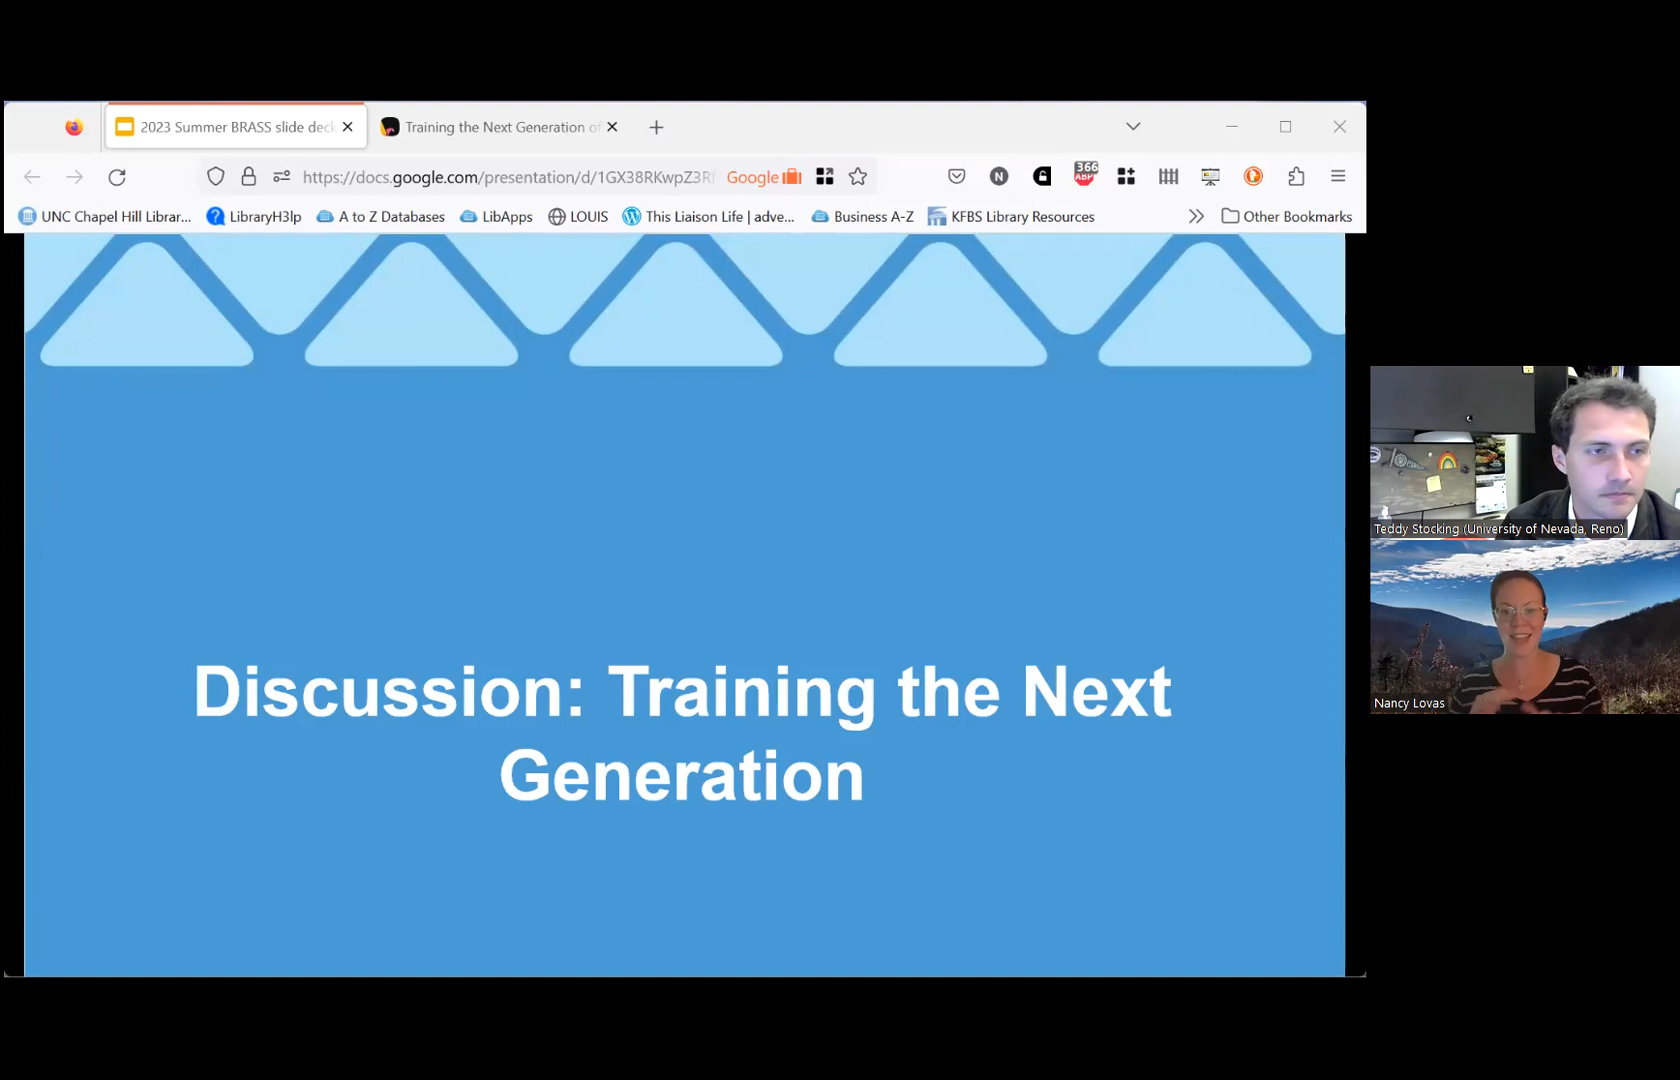 2023 Summer BRASS slide deck
Training the Next Generation of
https://docs.google.com/presentation/d/1GX38RKwpZ3R
Google
N
366
ABP
UNC Chapel Hill Librar...
LibraryH3lp
A to Z Databases
LibApps
LOUIS
This Liaison Life | adve...
Business A-Z
KFBS Library Resources
Other Bookmarks
Discussion: Training the Next
Generation
Teddy Stocking (University of Nevada, Reno)
Nancy Lovas